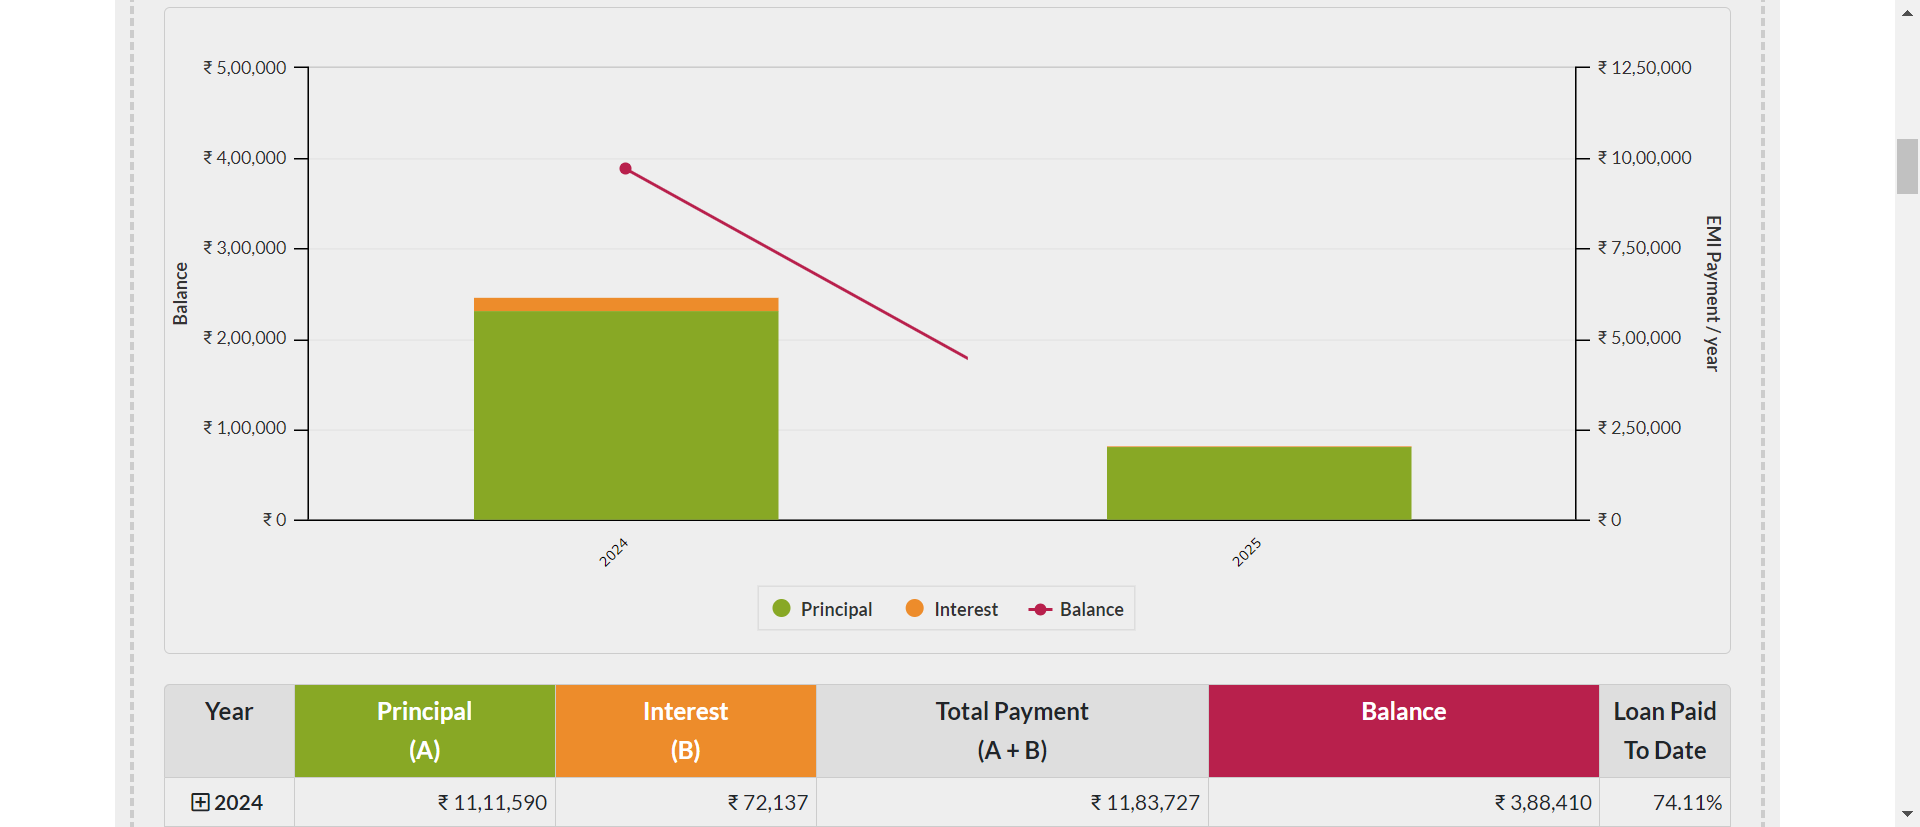 ₹ 5,00,000
₹ 4,00,000
₹ 3,00,000
₹ 2,00,000
₹ 1,00,000
₹ 0
Balance
₹ 12,50,000
₹ 10,00,000
₹ 7,50,000
₹ 5,00,000
₹ 2,50,000
₹ 0
EMI Payment / year
2024
2025
Principal
Interest
Balance
Year
Principal
(A)
Interest
(B)
Total Payment
(A + B)
Balance
Loan Paid
To Date
2024
₹ 11,11,590
₹ 72,137
₹ 11,83,727
₹ 3,88,410
74.11%